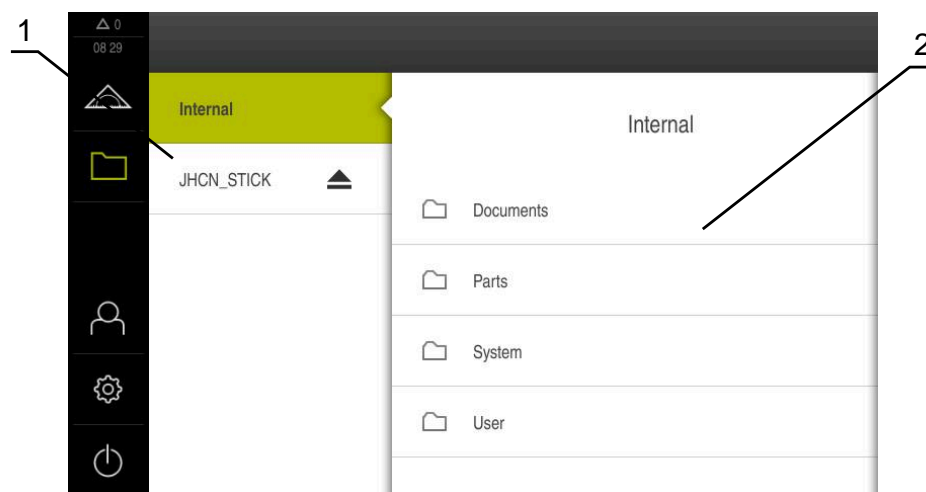 1
0
08 29
2
Internal
Internal
JHCN_STICK
Documents
Parts
System
User